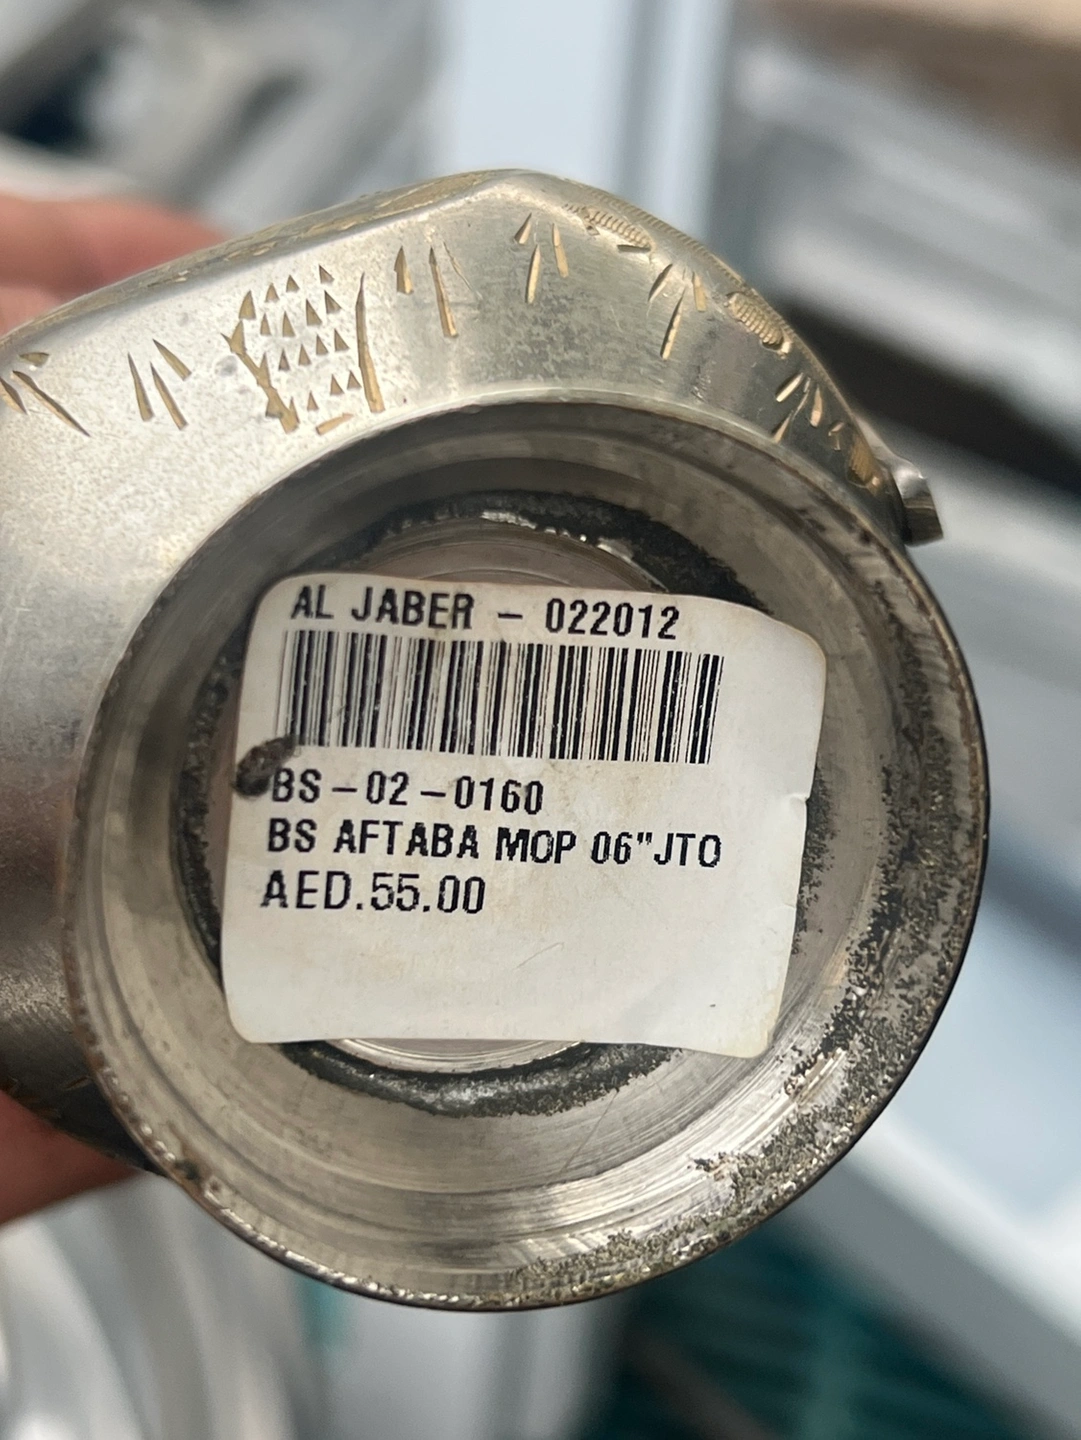 AL JABER - 022012
BS-02-0160
BS AFTABA MOP 06"JTO
AED.55.00